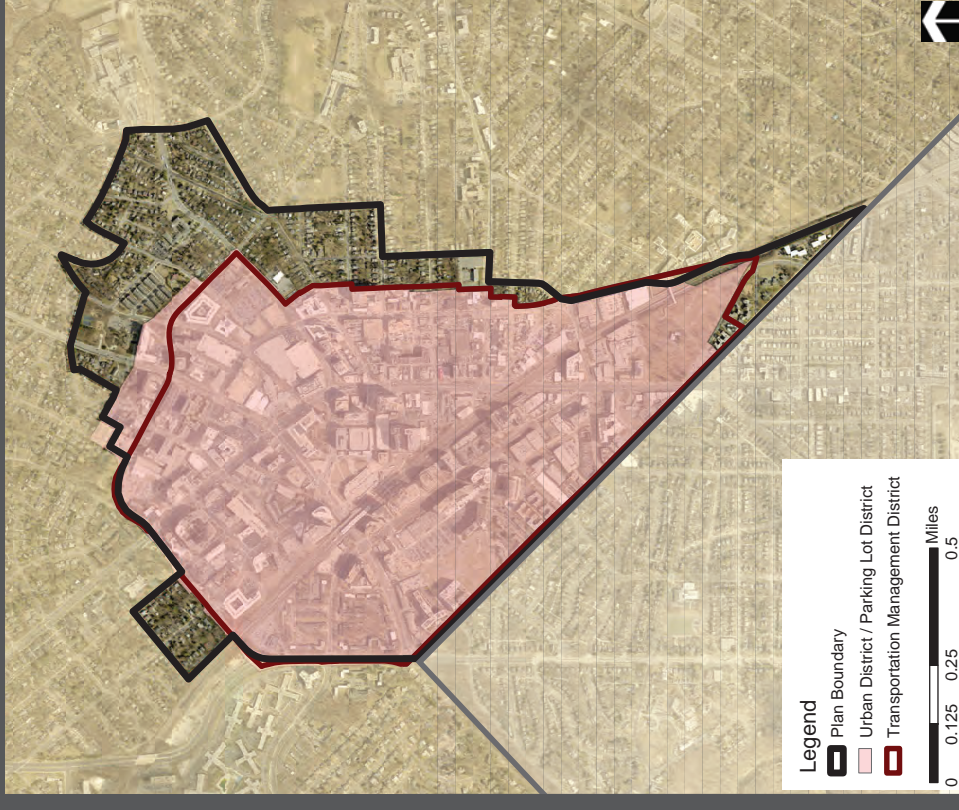 Legend
Plan Boundary
Urban District / Parking Lot District
Transportation Management District
Miles
0 0.125 0.25 0.5